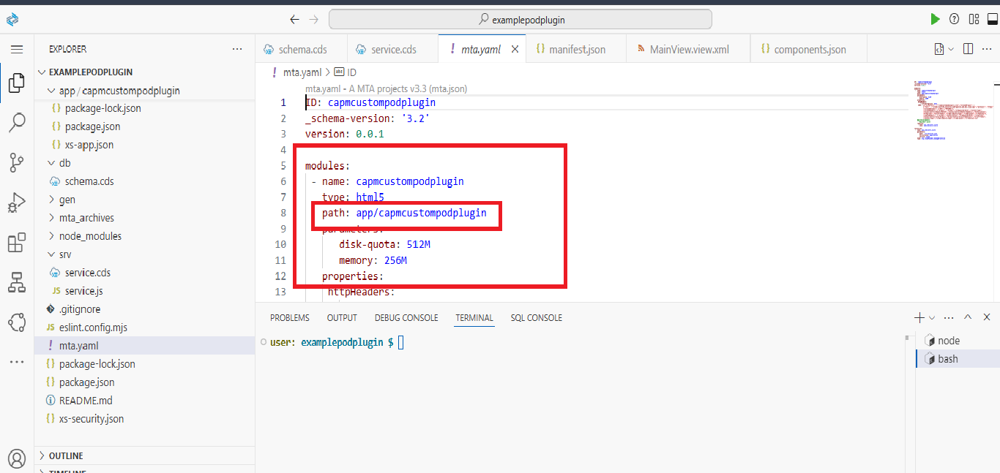 examplepodplugin
EXPLORER
EXAMPLEPODPLUGIN
app / capmcustompodplugin
{} package-lock.json
{} package.json
{} xs-app.json
db
schema.cds
gen
mta_archives
node_modules
srv
service.cds
JS service.js
.gitignore
JS eslint.config.mjs
! mta.yaml
{} package-lock.json
{} package.json
README.md
{} xs-security.json
OUTLINE
TIMELINE
schema.cds
service.cds
! mta.yaml
{} manifest.json
MainView.view.xml
{} components.json
! mta.yaml > abc ID
mta.yaml - A MTA projects v3.3 (mta.json)
1 ID: capmcustompodplugin
2 _schema-version: '3.2'
3 version: 0.0.1
4
5 modules:
6 - name: capmcustompodplugin
7 type: html5
8 path: app/capmcustompodplugin
9 parameters:
10 disk-quota: 512M
11 memory: 256M
12 properties:
13 httpHeaders:
PROBLEMS OUTPUT DEBUG CONSOLE TERMINAL SQL CONSOLE
user: examplepodplugin $
node
bash